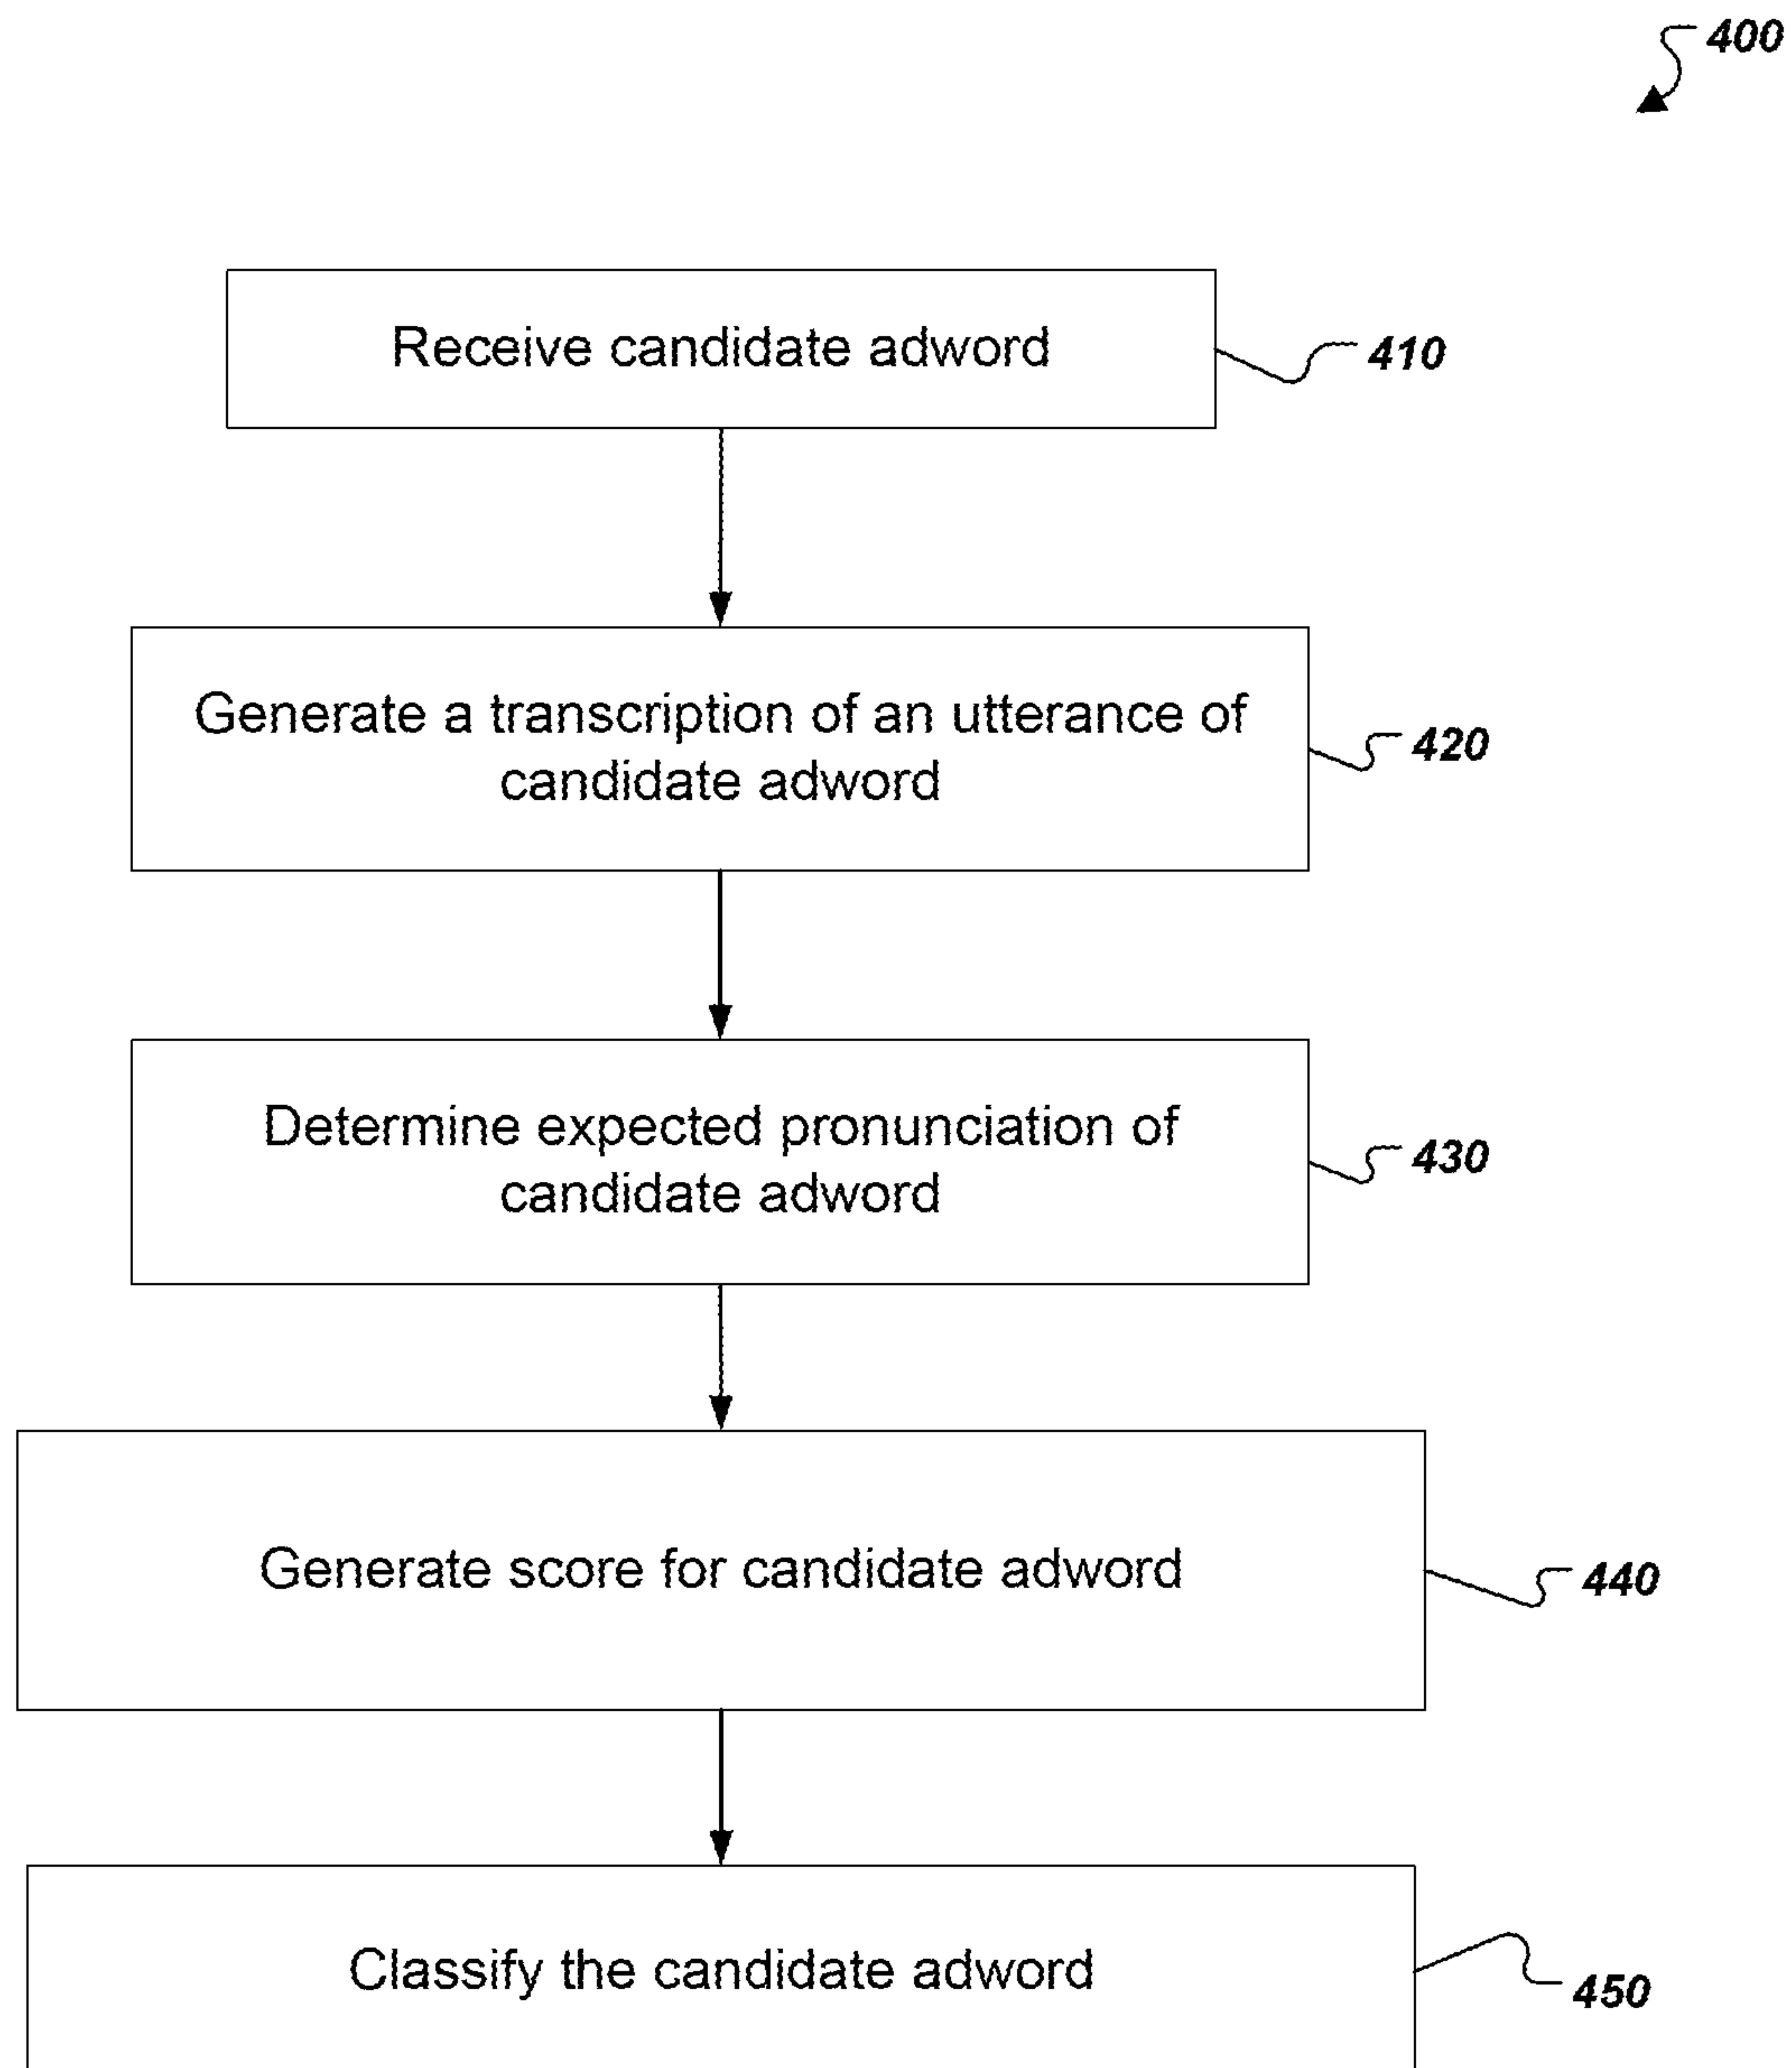 400
Receive candidate adword
410
Generate a transcription of an utterance of
candidate adword
420
Determine expected pronunciation of
candidate adword
430
Generate score for candidate adword
440
Classify the candidate adword
450